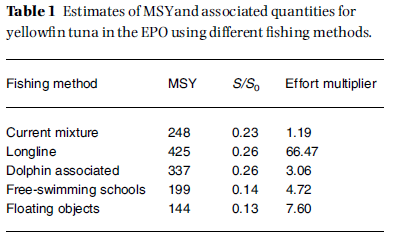 Table 1 Estimates of MSYand associated quantities for
yellowfin tuna in the EPO using different fishing methods.
Fishing method MSY S/S0 Effort multiplier
Current mixture 248 0.23 1.19
Longline 425 0.26 66.47
Dolphin associated 337 0.26 3.06
Free-swimming schools 199 0.14 4.72
Floating objects 144 0.13 7.60